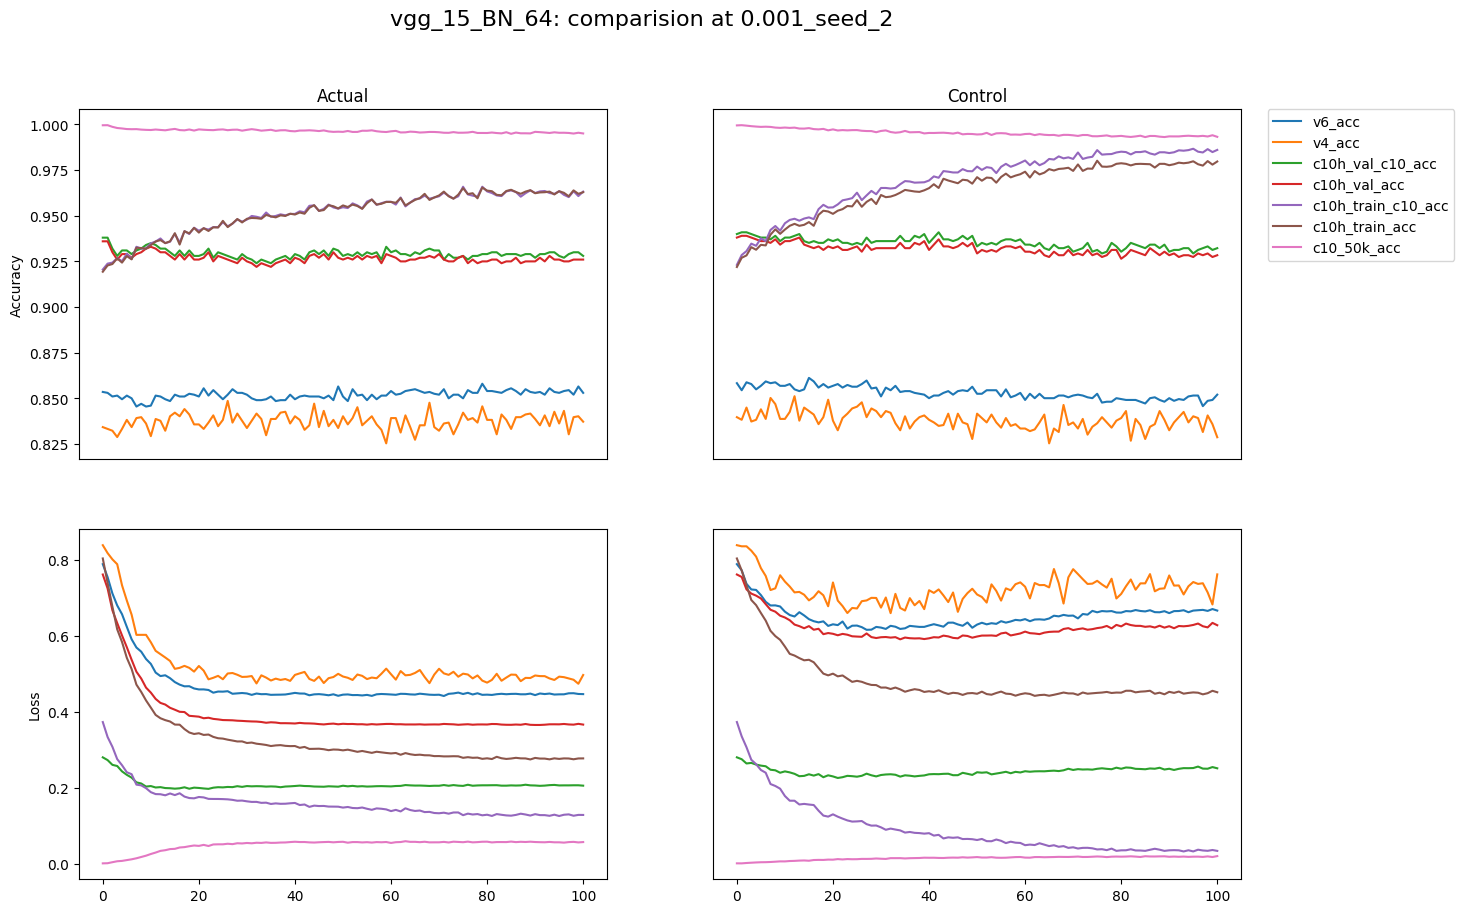 vgg_15_BN_64: comparision at 0.001_seed_2
Actual
Control
Accuracy
1.000
0.975
0.950
0.925
0.900
0.875
0.850
0.825
v6_acc
v4_acc
c10h_val_c10_acc
c10h_val_acc
c10h_train_c10_acc
c10h_train_acc
c10_50k_acc
Loss
0.8
0.6
0.4
0.2
0.0
0 20 40 60 80 100
0 20 40 60 80 100